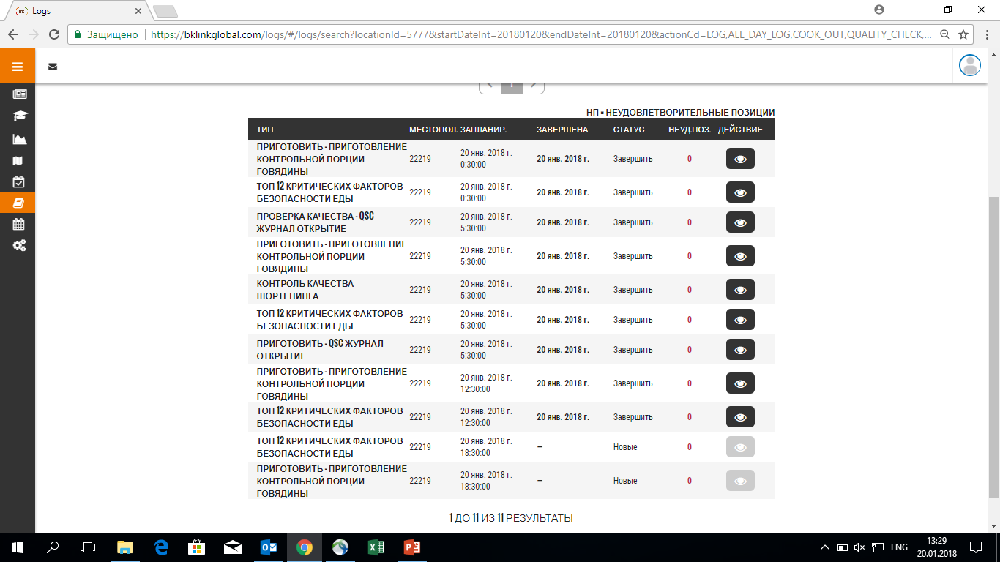 Logs
Защищено
https://bklinkglobal.com/logs/#/logs/search?locationId=5777&startDateInt=20180120&endDateInt=20180120&actionCd=LOG,ALL_DAY_LOG,COOK_OUT,QUALITY_CHECK,...
НП = НЕУДОВЛЕТВОРИТЕЛЬНЫЕ ПОЗИЦИИ
ТИП МЕСТОПОЛ. ЗАПЛАНИР. ЗАВЕРШЕНА СТАТУС НЕУД.ПОЗ. ДЕЙСТВИЕ
ПРИГОТОВИТЬ - ПРИГОТОВЛЕНИЕ
КОНТРОЛЬНОЙ ПОРЦИИ
ГОВЯДИНЫ
22219
20 янв. 2018 г.
0:30:00
20 янв. 2018 г.
Завершить
0
ТОП 12 КРИТИЧЕСКИХ ФАКТОРОВ
БЕЗОПАСНОСТИ ЕДЫ
22219
20 янв. 2018 г.
0:30:00
20 янв. 2018 г.
Завершить
0
ПРОВЕРКА КАЧЕСТВА - QSC
ЖУРНАЛ ОТКРЫТИЕ
22219
20 янв. 2018 г.
5:30:00
20 янв. 2018 г.
Завершить
0
ПРИГОТОВИТЬ - ПРИГОТОВЛЕНИЕ
КОНТРОЛЬНОЙ ПОРЦИИ
ГОВЯДИНЫ
22219
20 янв. 2018 г.
5:30:00
20 янв. 2018 г.
Завершить
0
КОНТРОЛЬ КАЧЕСТВА
ШОРТЕНИНГА
22219
20 янв. 2018 г.
5:30:00
20 янв. 2018 г.
Завершить
0
ТОП 12 КРИТИЧЕСКИХ ФАКТОРОВ
БЕЗОПАСНОСТИ ЕДЫ
22219
20 янв. 2018 г.
5:30:00
20 янв. 2018 г.
Завершить
0
ПРИГОТОВИТЬ - QSC ЖУРНАЛ
ОТКРЫТИЕ
22219
20 янв. 2018 г.
5:30:00
20 янв. 2018 г.
Завершить
0
ПРИГОТОВИТЬ - ПРИГОТОВЛЕНИЕ
КОНТРОЛЬНОЙ ПОРЦИИ
ГОВЯДИНЫ
22219
20 янв. 2018 г.
12:30:00
20 янв. 2018 г.
Завершить
0
ТОП 12 КРИТИЧЕСКИХ ФАКТОРОВ
БЕЗОПАСНОСТИ ЕДЫ
22219
20 янв. 2018 г.
12:30:00
20 янв. 2018 г.
Завершить
0
ТОП 12 КРИТИЧЕСКИХ ФАКТОРОВ
БЕЗОПАСНОСТИ ЕДЫ
22219
20 янв. 2018 г.
18:30:00
–
Новые
0
ПРИГОТОВИТЬ - ПРИГОТОВЛЕНИЕ
КОНТРОЛЬНОЙ ПОРЦИИ
ГОВЯДИНЫ
22219
20 янв. 2018 г.
18:30:00
–
Новые
0
1 ДО 11 ИЗ 11 РЕЗУЛЬТАТЫ
ENG
13:29
20.01.2018